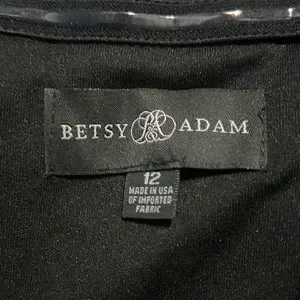 BETSY ADAM
12
MADE IN USA
OF IMPORTED
FABRIC